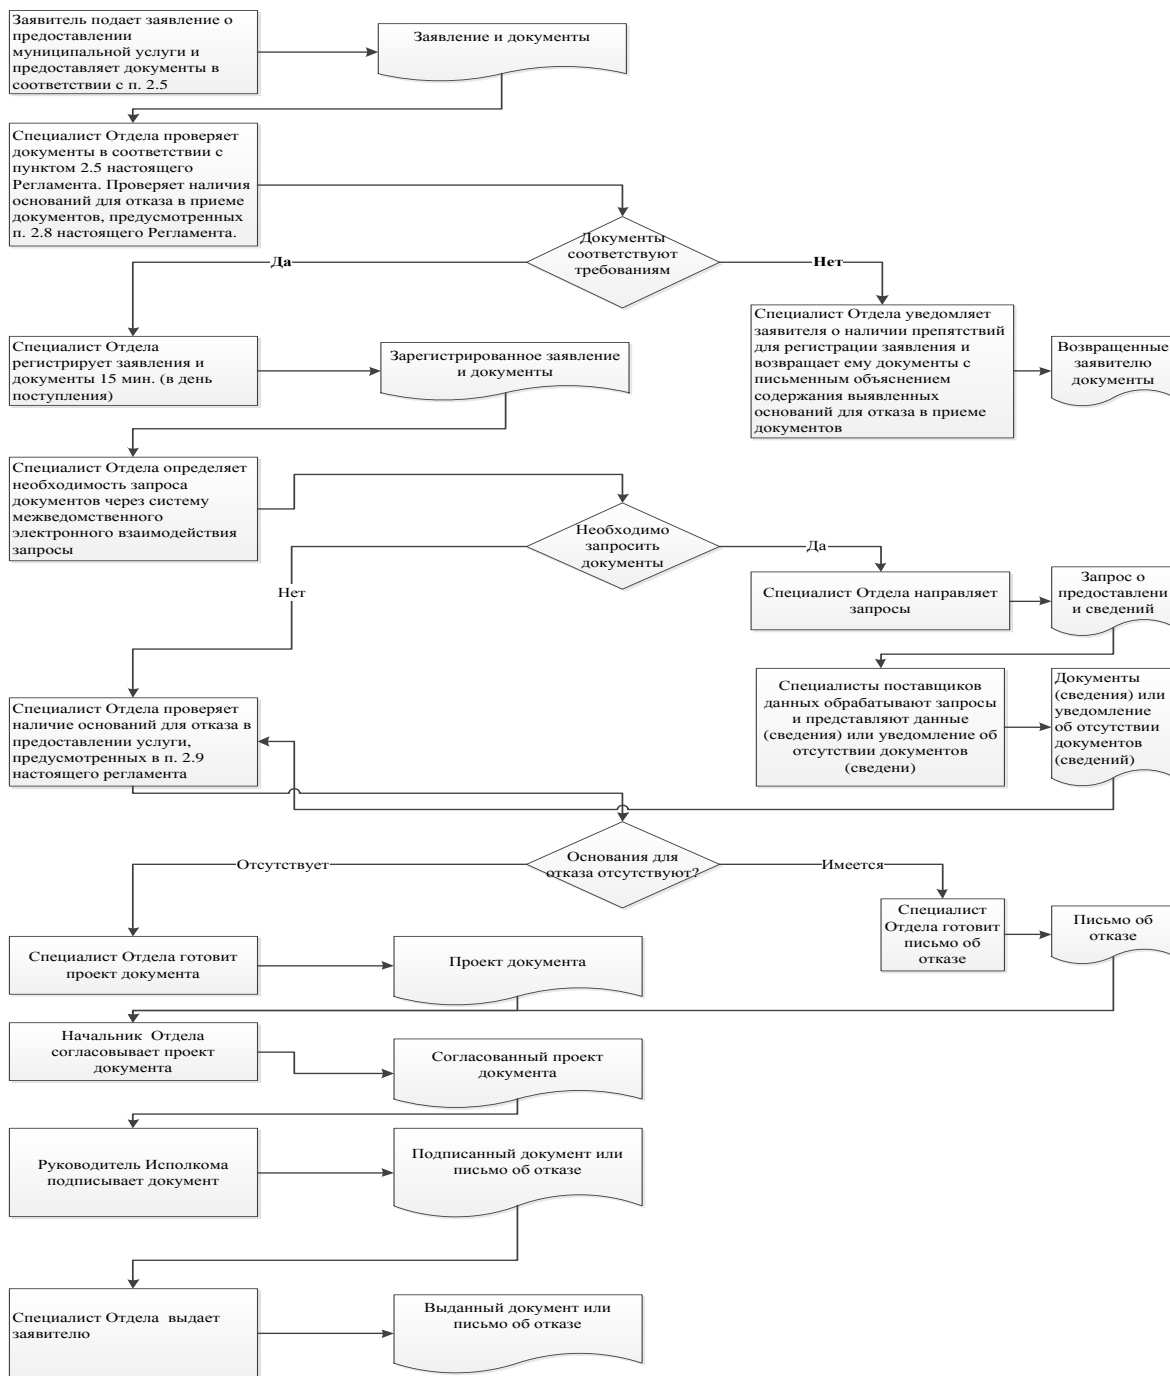 Заявитель подает заявление о
предоставлении
муниципальной услуги и
предоставляет документы в
соответствии с п. 2.5
Заявление и документы
Специалист Отдела проверяет
документы в соответствии с
пунктом 2.5 настоящего
Регламента. Проверяет наличия
оснований для отказа в приеме
документов, предусмотренных
п. 2.8 настоящего Регламента.
Документы
соответствуют
требованиям
Да
Нет
Специалист Отдела
регистрирует заявления и
документы 15 мин. (в день
поступления)
Зарегистрированное заявление
и документы
Специалист Отдела уведомляет
заявителя о наличии препятствий
для регистрации заявления и
возвращает ему документы с
письменным объяснением
содержания выявленных
оснований для отказа в приеме
документов
Возвращенные
заявителю
документы
Специалист Отдела определяет
необходимость запроса
документов через систему
межведомственного
электронного взаимодействия
запросы
Необходимо
запросить
документы
Да
Нет
Специалист Отдела направляет
запросы
Запрос о
предоставлени
и сведений
Специалисты поставщиков
данных обрабатывают запросы
и представляют данные
(сведения) или уведомление об
отсутствии документов
(сведени)
Документы
(сведения) или
уведомление
об отсутствии
документов
(сведений)
Специалист Отдела проверяет
наличие оснований для отказа в
предоставлении услуги,
предусмотренных в п. 2.9
настоящего регламента
Основания для
отказа отсутствуют?
Отсутствует
Имеется
Специалист
Отдела готовит
письмо об
отказе
Письмо об
отказе
Специалист Отдела готовит
проект документа
Проект документа
Начальник  Отдела
согласовывает проект
документа
Согласованный проект
документа
Руководитель Исполкома
подписывает документ
Подписанный документ или
письмо об отказе
Специалист Отдела  выдает
заявителю
Выданный документ или
письмо об отказе